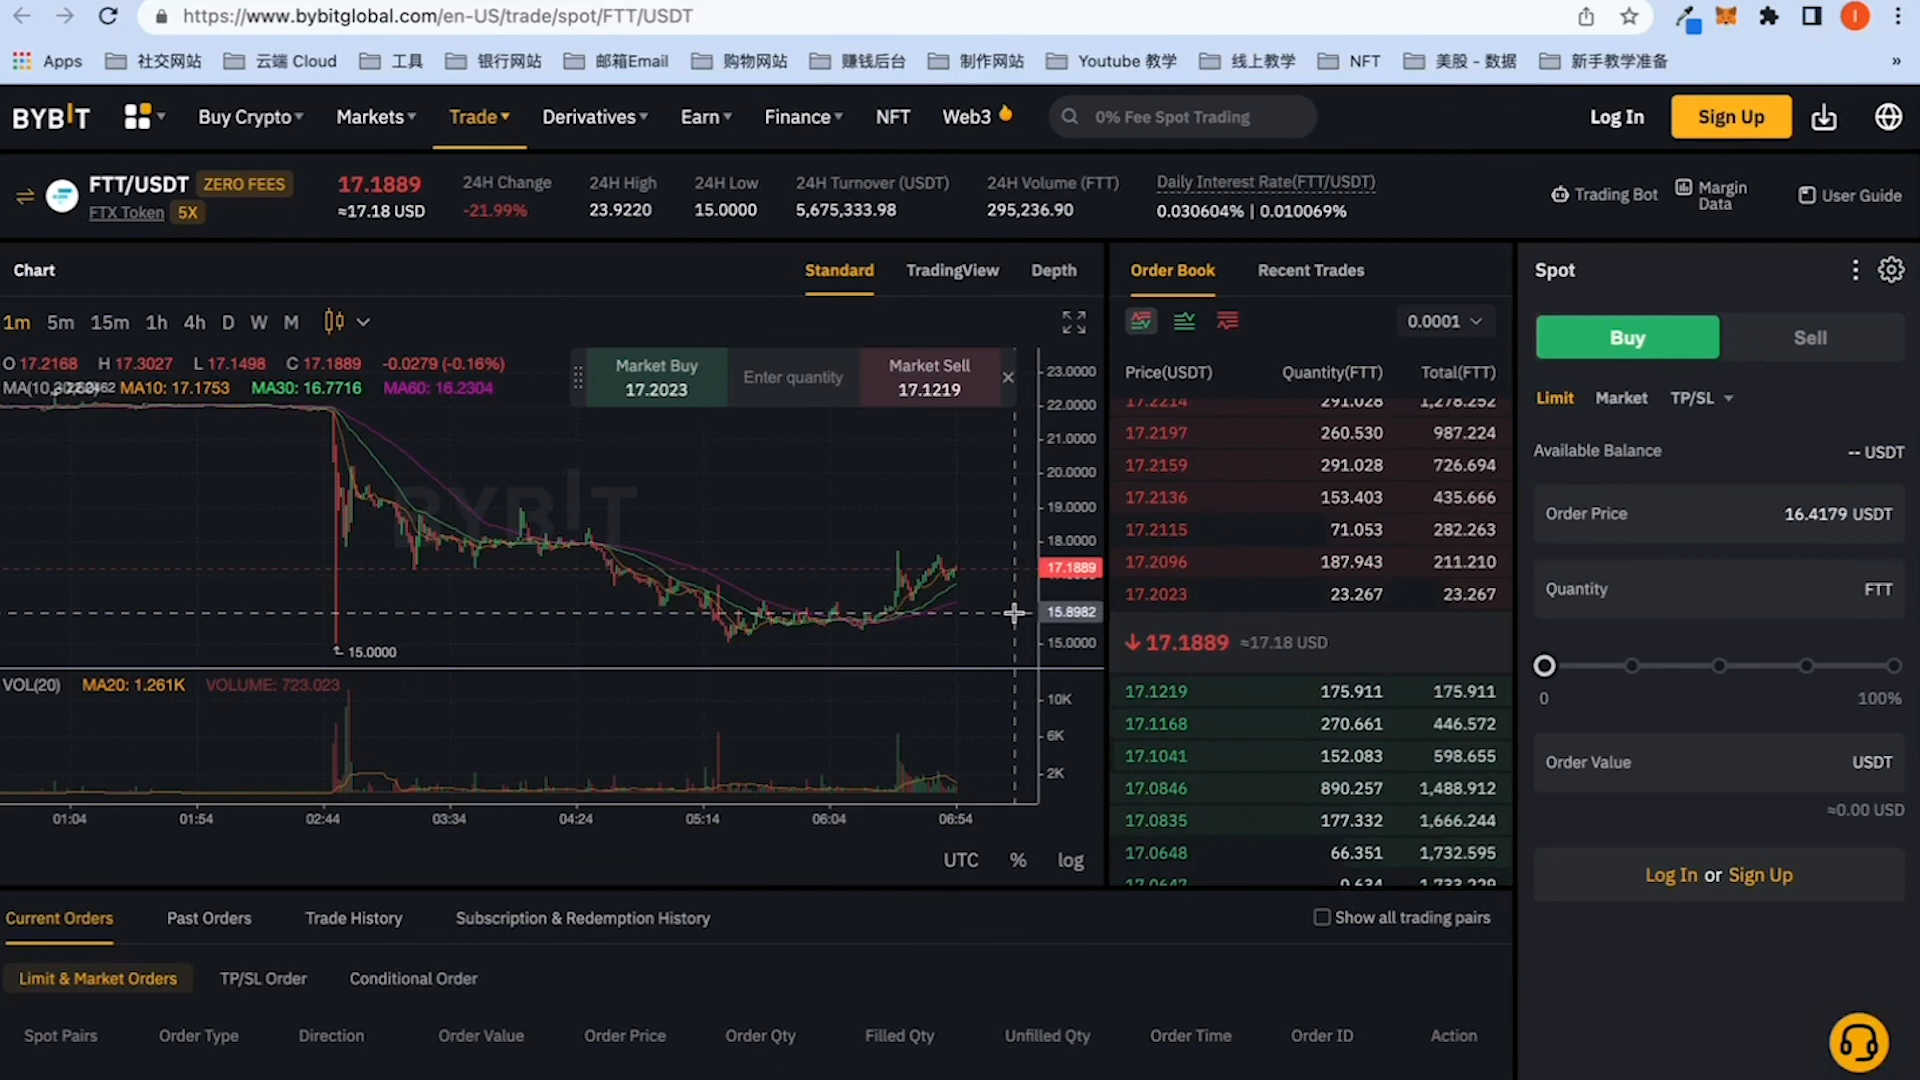 https://www.bybitglobal.com/en-US/trade/spot/FTT/USDT
Apps 社交网站 云端 Cloud 工具 银行网站 邮箱Email 购物网站 赚钱后台 制作网站 Youtube 教学 线上教学 NFT 美股 - 数据 新手教学准备 »
BYBIT Buy Crypto Markets Trade Derivatives Earn Finance NFT Web3 0% Fee Spot Trading Log In Sign Up
FTT/USDT ZERO FEES 17.1889 24H Change 24H High 24H Low 24H Turnover (USDT) 24H Volume (FTT) Daily Interest Rate(FTT/USDT) Trading Bot Margin Data User Guide
FTX Token 5X ≈17.18 USD -21.99% 23.9220 15.0000 5,675,333.98 295,236.90 0.030604% | 0.010069%
Chart Standard TradingView Depth
1m 5m 15m 1h 4h D W M
O 17.2168 H 17.3027 L 17.1498 C 17.1889 -0.0279 (-0.16%)
MA10: 17.1753 MA30: 16.7716 MA60: 16.2304
Market Buy Enter quantity Market Sell
17.2023 17.1219
BYBIT
23.0000
22.0000
21.0000
20.0000
19.0000
18.0000
17.1889
15.8982
15.0000
15.0000
VOL(20) MA20: 1.261K VOLUME: 723.023
10K
6K
2K
01:04 01:54 02:44 03:34 04:24 05:14 06:04 06:54
UTC % log
Order Book Recent Trades
0.0001
Price(USDT) Quantity(FTT) Total(FTT)
17.2214 291.028 1,278.252
17.2197 260.530 987.224
17.2159 291.028 726.694
17.2136 153.403 435.666
17.2115 71.053 282.263
17.2096 187.943 211.210
17.2023 23.267 23.267
17.1889 ≈17.18 USD
17.1219 175.911 175.911
17.1168 270.661 446.572
17.1041 152.083 598.655
17.0846 890.257 1,488.912
17.0835 177.332 1,666.244
17.0648 66.351 1,732.595
17.0647 0.634 1,733.229
Spot
Buy Sell
Limit Market TP/SL
Available Balance -- USDT
Order Price 16.4179 USDT
Quantity FTT
0 100%
Order Value USDT
≈0.00 USD
Log In or Sign Up
Current Orders Past Orders Trade History Subscription & Redemption History Show all trading pairs
Limit & Market Orders TP/SL Order Conditional Order
Spot Pairs Order Type Direction Order Value Order Price Order Qty Filled Qty Unfilled Qty Order Time Order ID Action